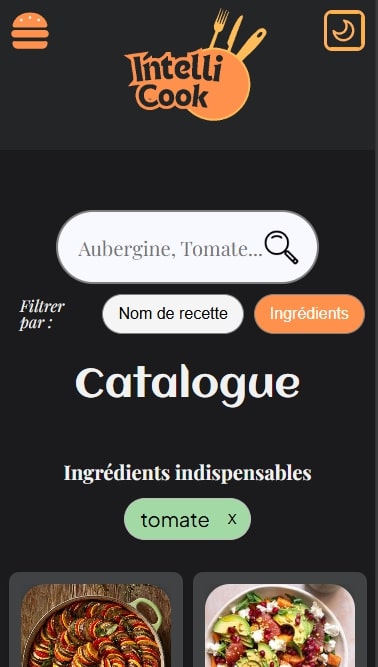 Intelli
Cook
Aubergine, Tomate...
Filtrer
par :
Nom de recette
Ingrédients
Catalogue
Ingrédients indispensables
tomate X